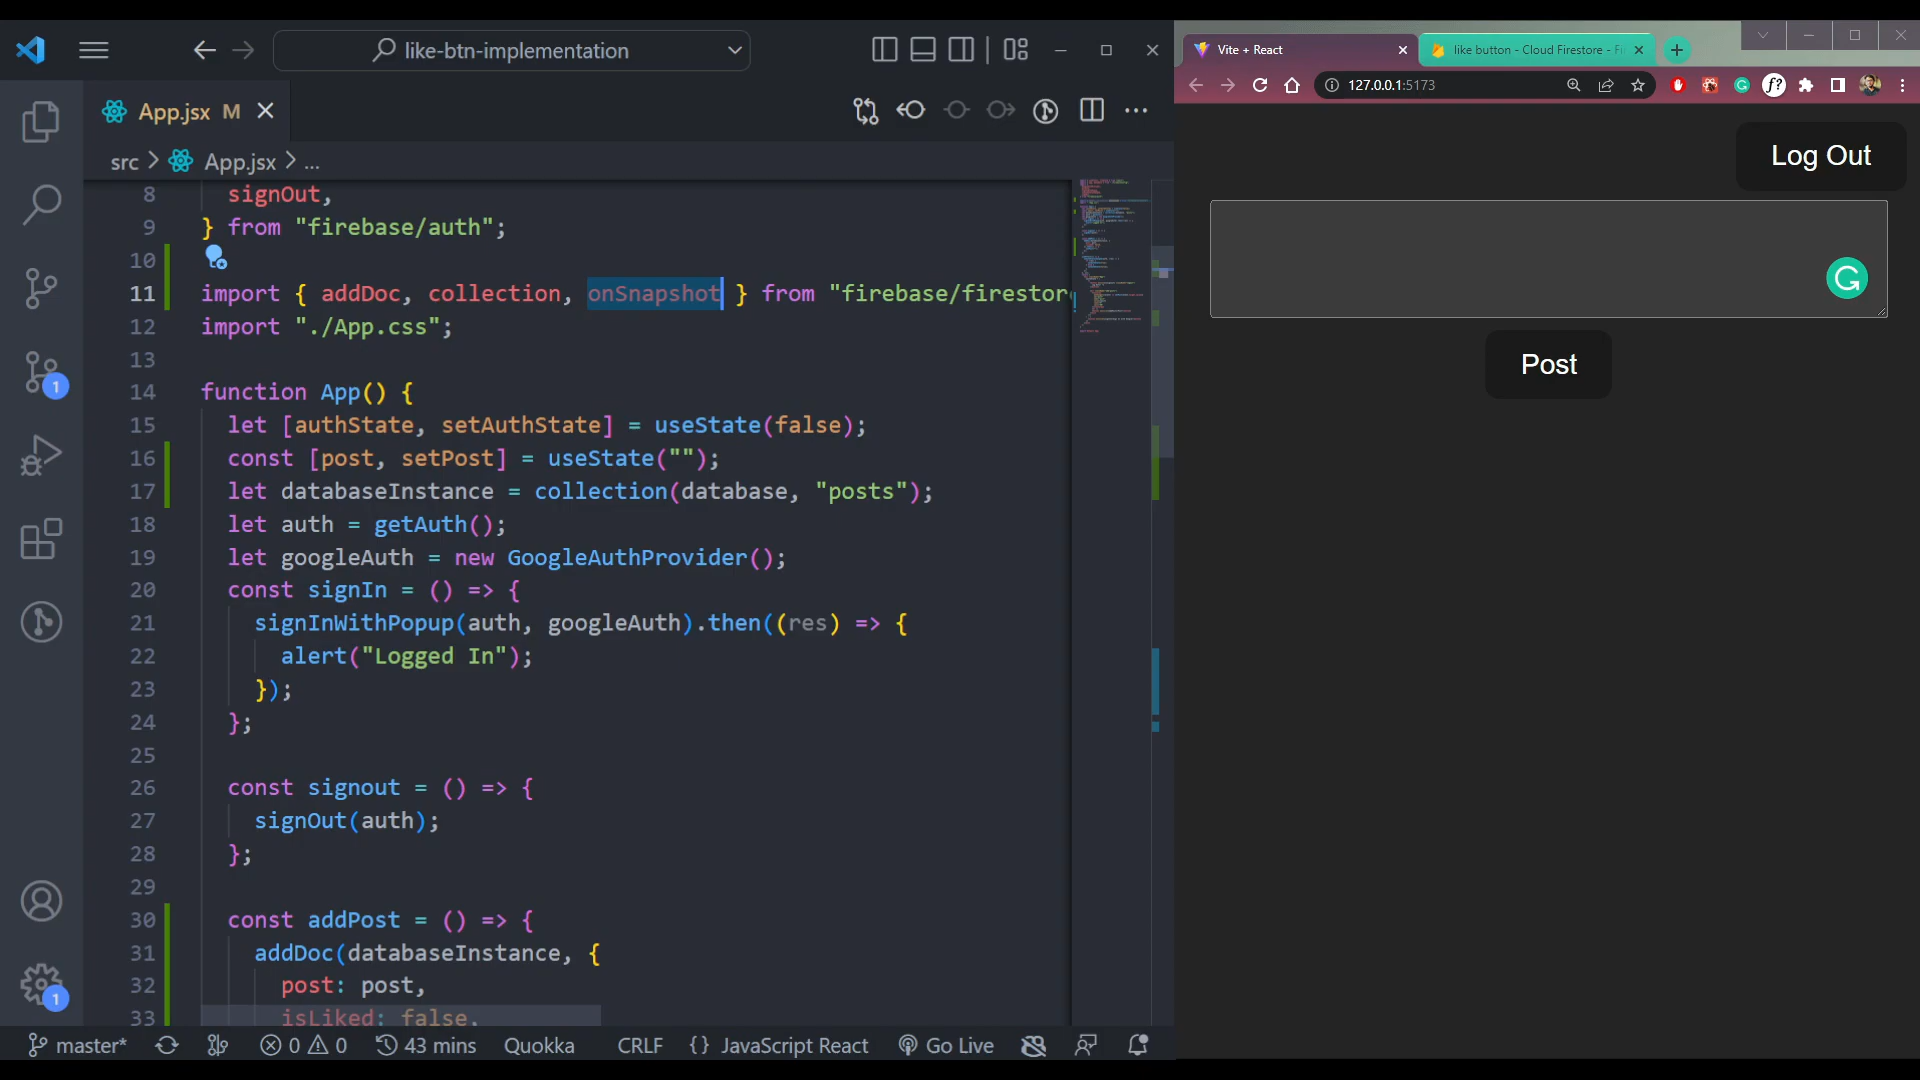 like-btn-implementation
App.jsx M
src > App.jsx > ...
8 signOut,
9 } from "firebase/auth";
10
11 import { addDoc, collection, onSnapshot } from "firebase/firestor
12 import "./App.css";
13
14 function App() {
15 let [authState, setAuthState] = useState(false);
16 const [post, setPost] = useState("");
17 let databaseInstance = collection(database, "posts");
18 let auth = getAuth();
19 let googleAuth = new GoogleAuthProvider();
20 const signIn = () => {
21 signInWithPopup(auth, googleAuth).then((res) => {
22 alert("Logged In");
23 });
24 };
25
26 const signout = () => {
27 signOut(auth);
28 };
29
30 const addPost = () => {
31 addDoc(databaseInstance, {
32 post: post,
33 isLiked: false,
1
1
master* 0 0 43 mins Quokka CRLF {} JavaScript React Go Live
Vite + React
like button - Cloud Firestore - Fi
127.0.0.1:5173
f?
Log Out
G
Post